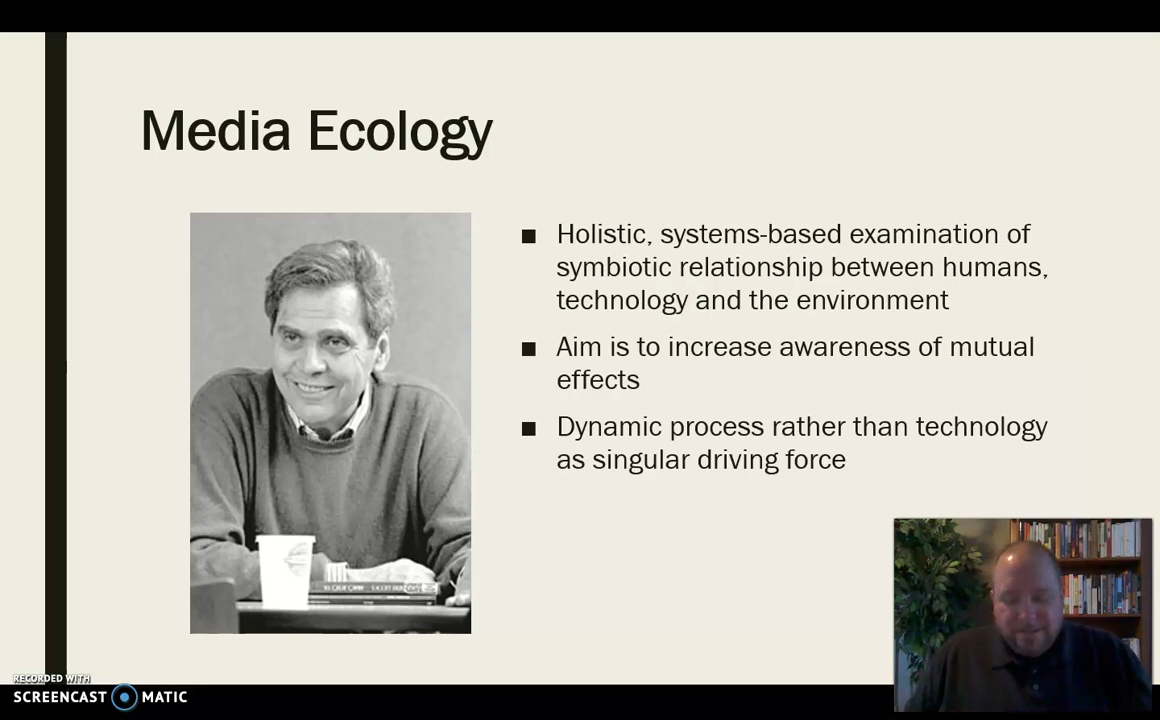 Media Ecology
■ Holistic, systems-based examination of
symbiotic relationship between humans,
technology and the environment
■ Aim is to increase awareness of mutual
effects
■ Dynamic process rather than technology
as singular driving force
RECORDED WITH
SCREENCAST MATIC